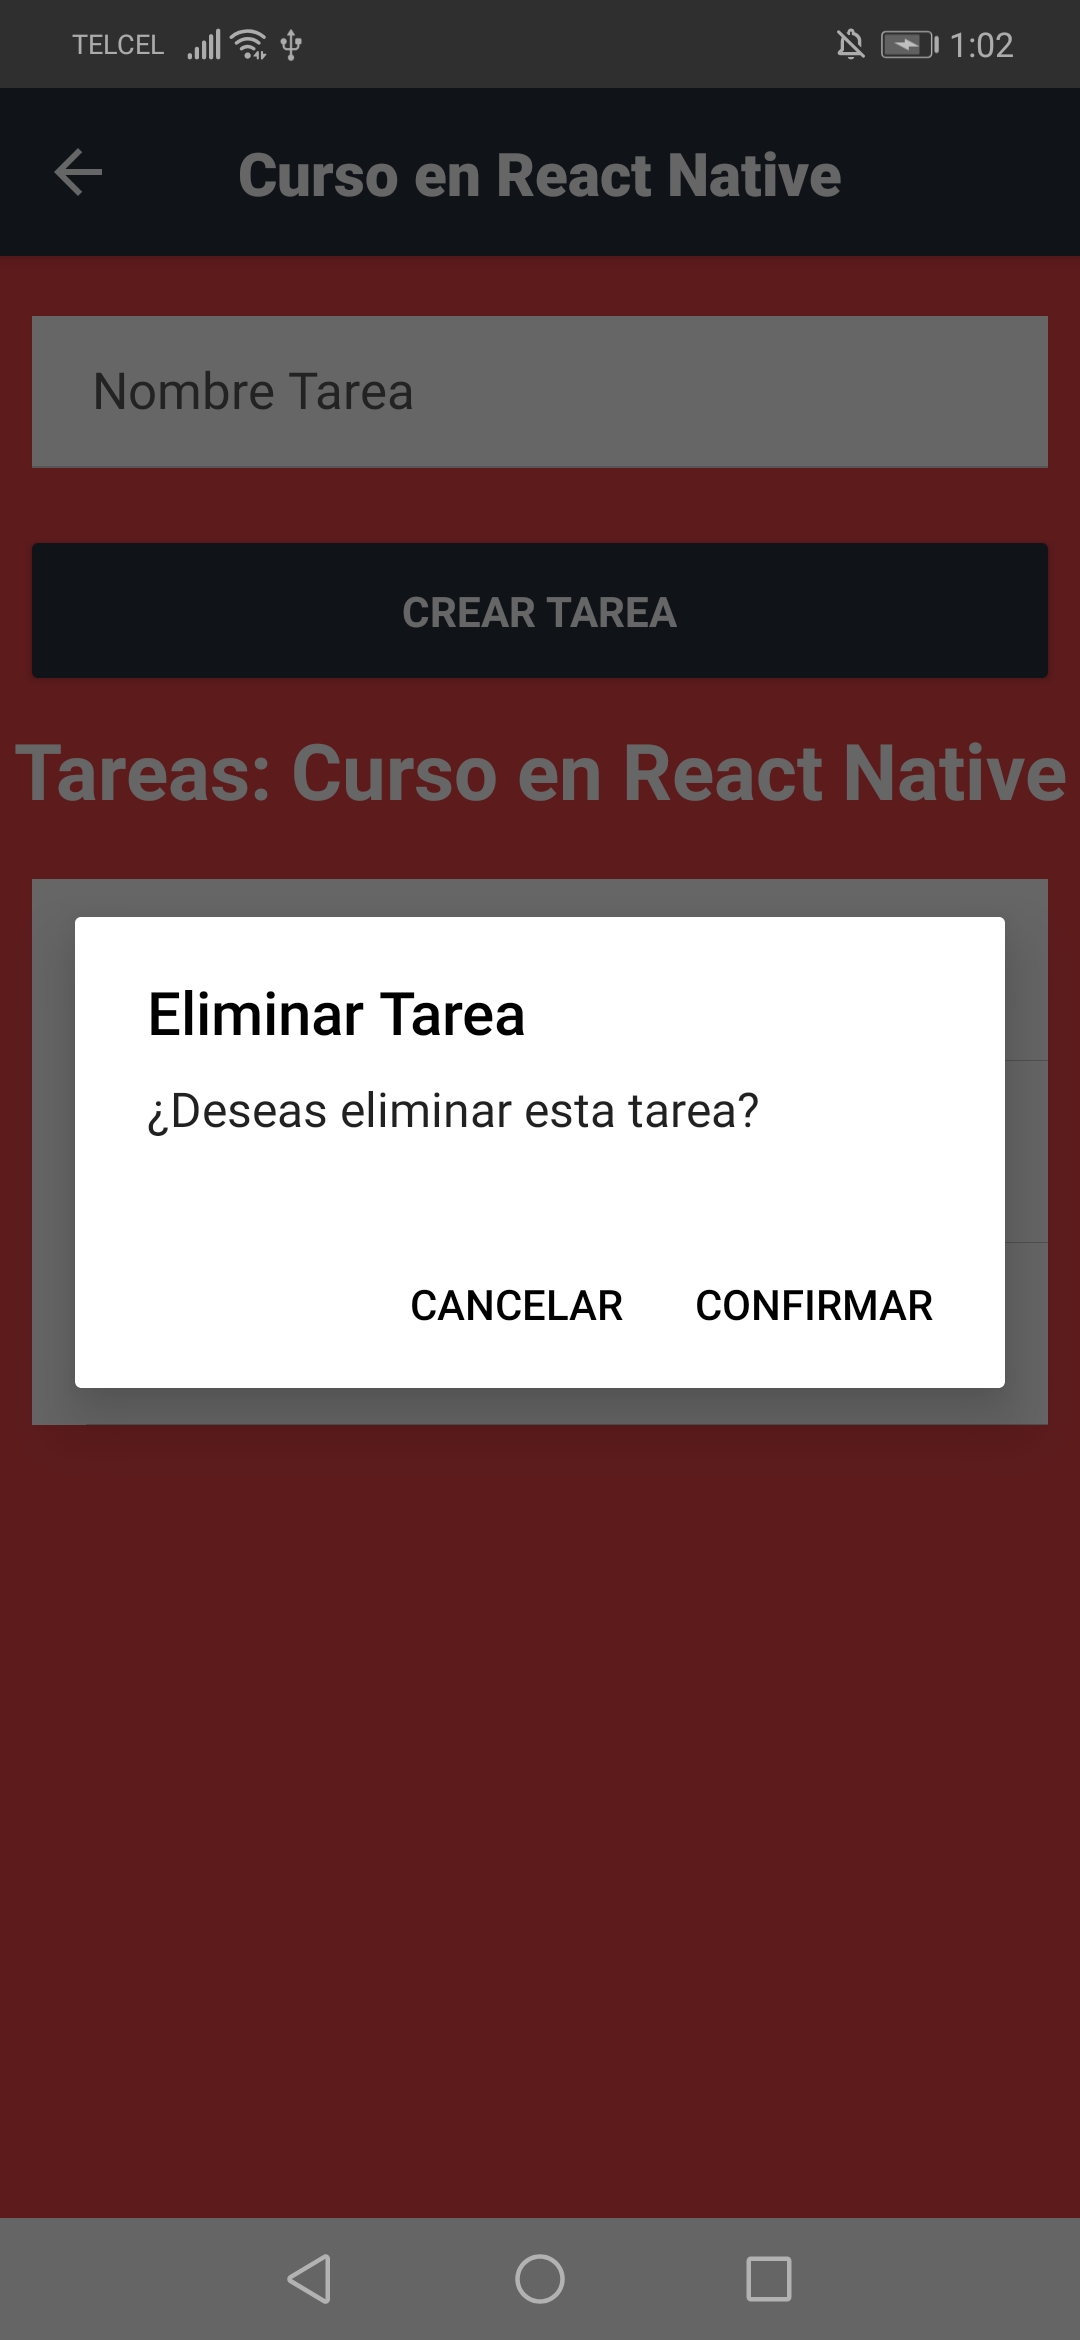 TELCEL 1:02
Curso en React Native
Nombre Tarea
CREAR TAREA
Tareas: Curso en React Native
Eliminar Tarea
¿Deseas eliminar esta tarea?
CANCELAR CONFIRMAR